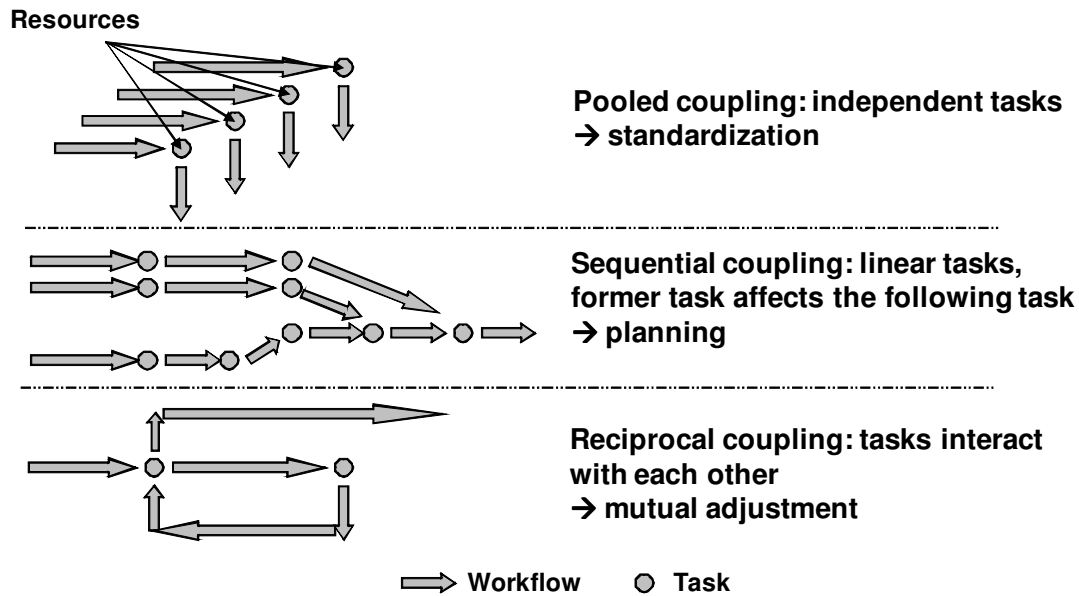 Resources
Pooled coupling: independent tasks
→ standardization
Sequential coupling: linear tasks,
former task affects the following task
→ planning
Reciprocal coupling: tasks interact
with each other
→ mutual adjustment
Workflow
Task